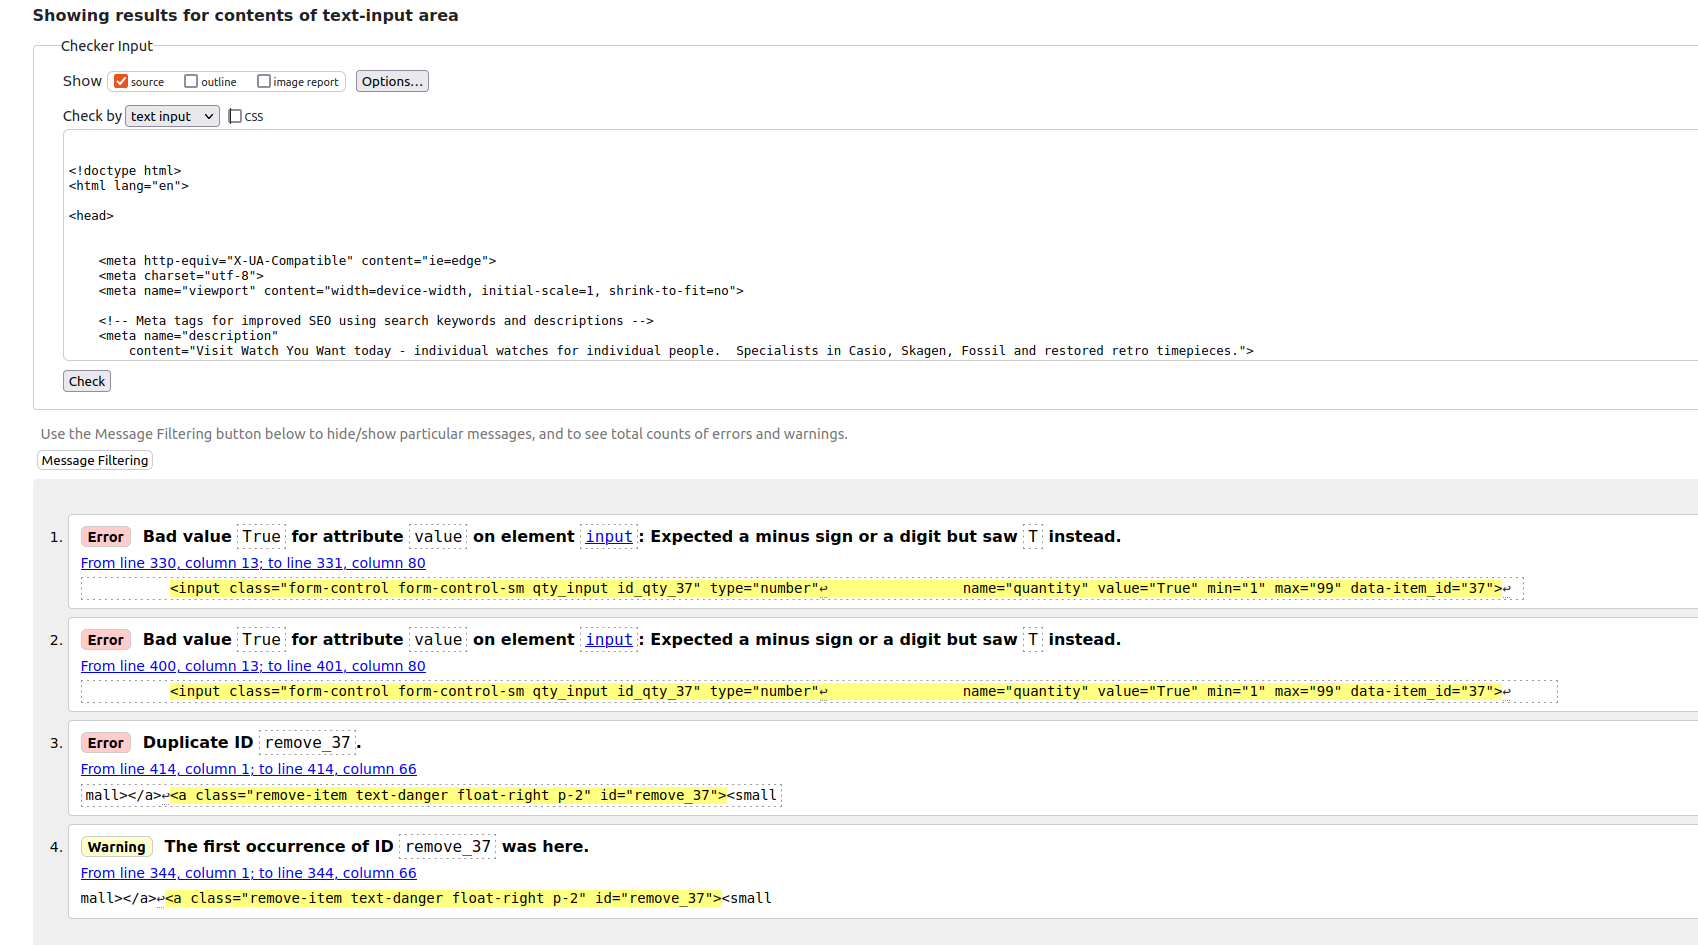 Showing results for contents of text-input area
Checker Input
Show source outline image report Options...
Check by text input CSS
<!doctype html>
<html lang="en">
<head>
<meta http-equiv="X-UA-Compatible" content="ie=edge">
<meta charset="utf-8">
<meta name="viewport" content="width=device-width, initial-scale=1, shrink-to-fit=no">
<!-- Meta tags for improved SEO using search keywords and descriptions -->
<meta name="description"
content="Visit Watch You Want today - individual watches for individual people.  Specialists in Casio, Skagen, Fossil and restored retro timepieces.">
Check
Use the Message Filtering button below to hide/show particular messages, and to see total counts of errors and warnings.
Message Filtering
1. Error Bad value True for attribute value on element input: Expected a minus sign or a digit but saw T instead.
From line 330, column 13; to line 331, column 80
<input class="form-control form-control-sm qty_input id_qty_37" type="number"↩ name="quantity" value="True" min="1" max="99" data-item_id="37">↩
2. Error Bad value True for attribute value on element input: Expected a minus sign or a digit but saw T instead.
From line 400, column 13; to line 401, column 80
<input class="form-control form-control-sm qty_input id_qty_37" type="number"↩ name="quantity" value="True" min="1" max="99" data-item_id="37">↩
3. Error Duplicate ID remove_37.
From line 414, column 1; to line 414, column 66
mall></a>↩<a class="remove-item text-danger float-right p-2" id="remove_37"><small
4. Warning The first occurrence of ID remove_37 was here.
From line 344, column 1; to line 344, column 66
mall></a>↩<a class="remove-item text-danger float-right p-2" id="remove_37"><small